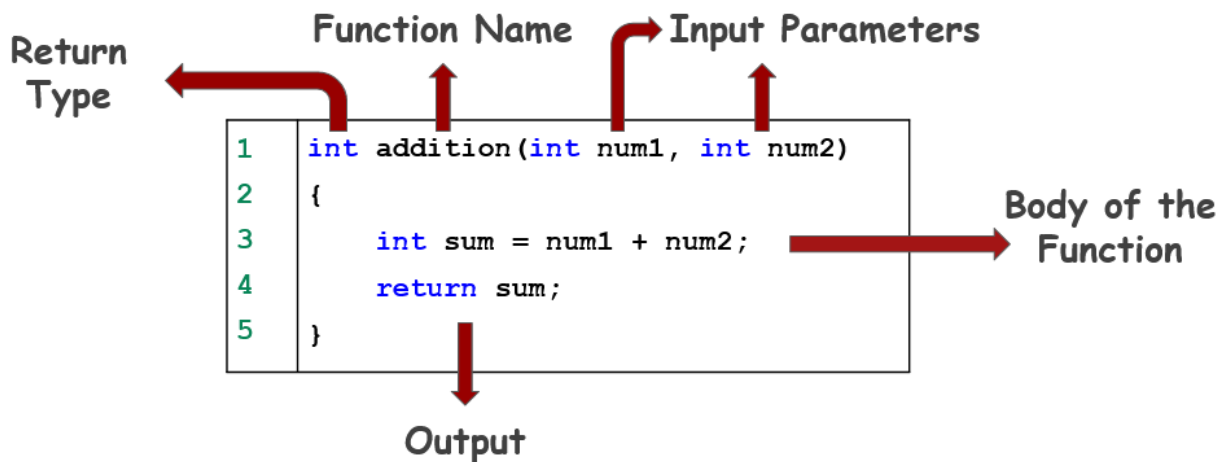 Function Name
Input Parameters
Return
Type
1 int addition(int num1, int num2)
2 {
3 int sum = num1 + num2;
4 return sum;
5 }
Body of the
Function
Output